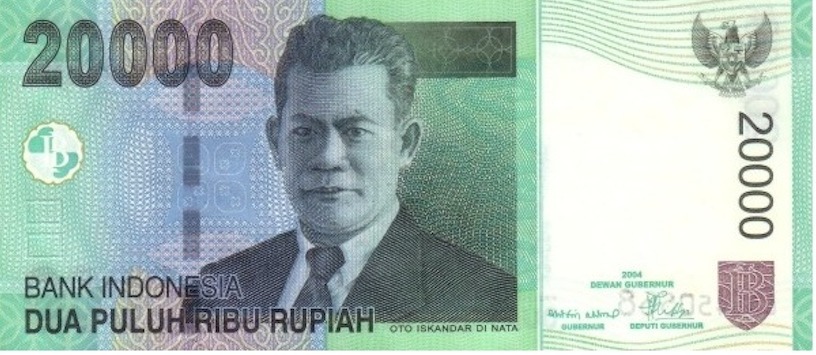 20000
BANK INDONESIA
DUA PULUH RIBU RUPIAH
OTO ISKANDAR DI NATA
20000
2004
DEWAN GUBERNUR
GUBERNUR DEPUTI GUBERNUR